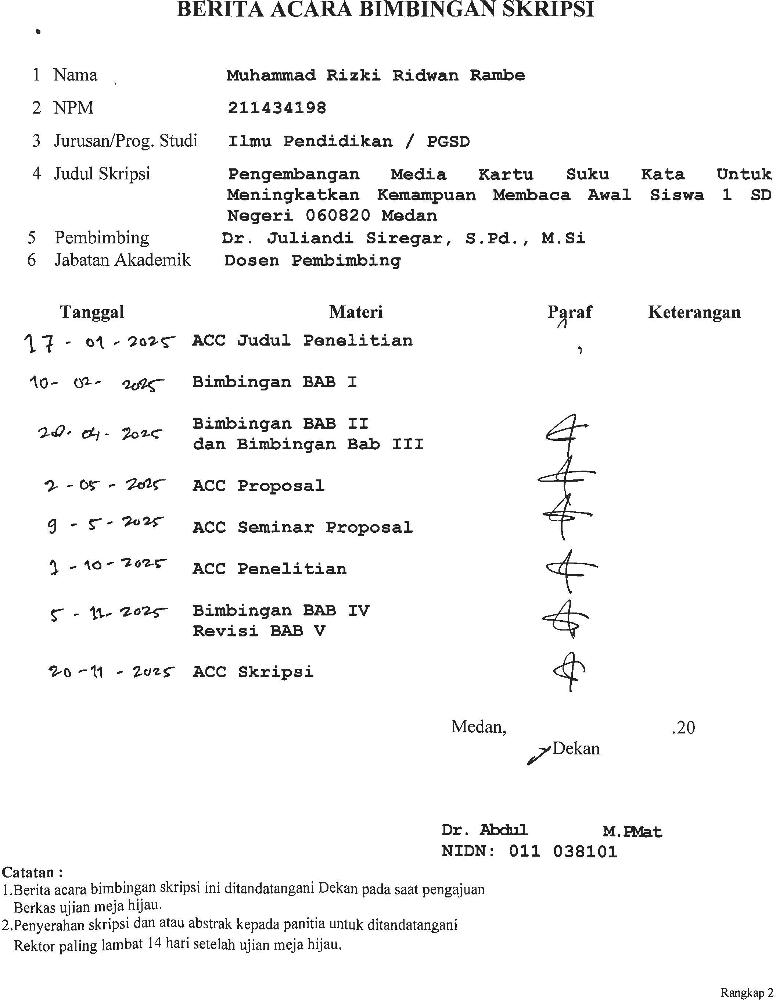 BERITA ACARA BIMBINGAN SKRIPSI
1 Nama Muhammad Rizki Ridwan Rambe
2 NPM 211434198
3 Jurusan/Prog. Studi Ilmu Pendidikan / PGSD
4 Judul Skripsi Pengembangan Media Kartu Suku Kata Untuk
Meningkatkan Kemampuan Membaca Awal Siswa 1 SD
Negeri 060820 Medan
5 Pembimbing Dr. Juliandi Siregar, S.Pd., M.Si
6 Jabatan Akademik Dosen Pembimbing
Tanggal Materi Paraf Keterangan
17 - 01 - 2025 ACC Judul Penelitian
10 - 02 - 2025 Bimbingan BAB I
Bimbingan BAB II
04 - 2025 dan Bimbingan Bab III
2 - 05 - 2025 ACC Proposal
9 - 5 - 2025 ACC Seminar Proposal
1 - 10 - 2025 ACC Penelitian
5 - 11 - 2025 Bimbingan BAB IV
Revisi BAB V
20 - 11 - 2025 ACC Skripsi
Medan, .20
Dekan
Dr. Abdul M.PMat
NIDN: 011 038101
Catatan :
1.Berita acara bimbingan skripsi ini ditandatangani Dekan pada saat pengajuan
Berkas ujian meja hijau.
2.Penyerahan skripsi dan atau abstrak kepada panitia untuk ditandatangani
Rektor paling lambat 14 hari setelah ujian meja hijau.
Rangkap 2